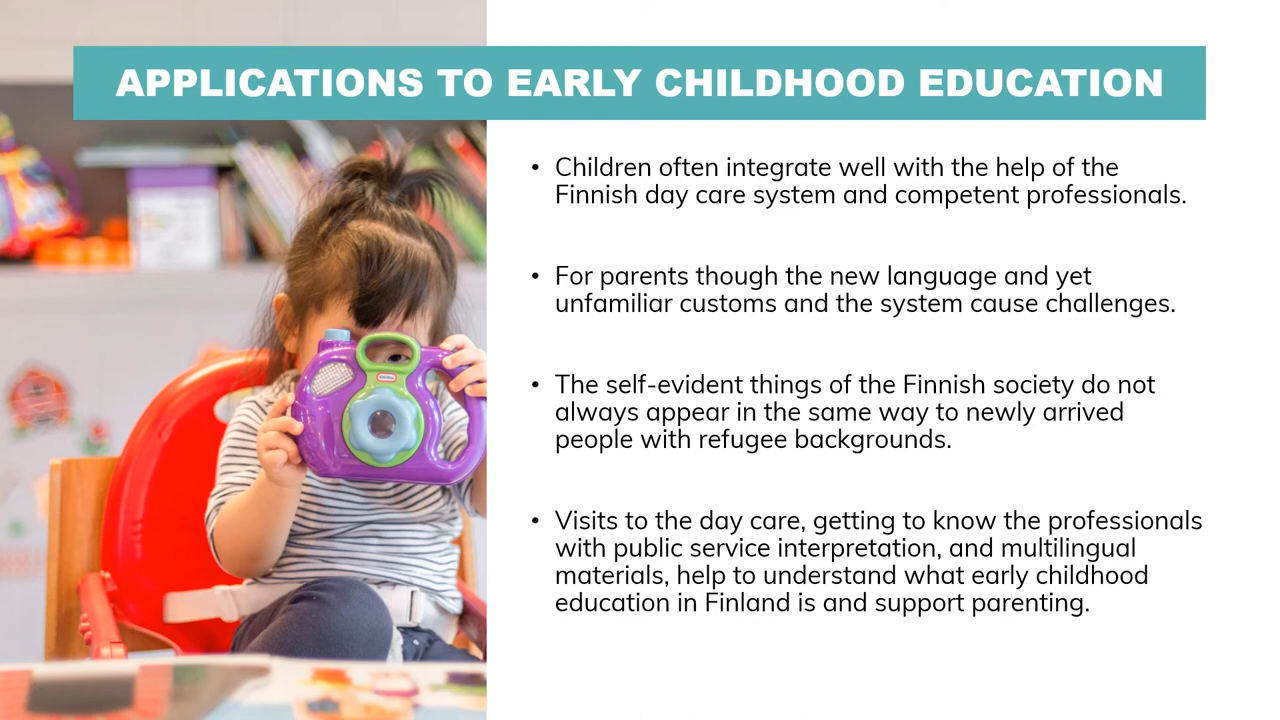 APPLICATIONS TO EARLY CHILDHOOD EDUCATION
• Children often integrate well with the help of the
Finnish day care system and competent professionals.
• For parents though the new language and yet
unfamiliar customs and the system cause challenges.
• The self-evident things of the Finnish society do not
always appear in the same way to newly arrived
people with refugee backgrounds.
• Visits to the day care, getting to know the professionals
with public service interpretation, and multilingual
materials, help to understand what early childhood
education in Finland is and support parenting.